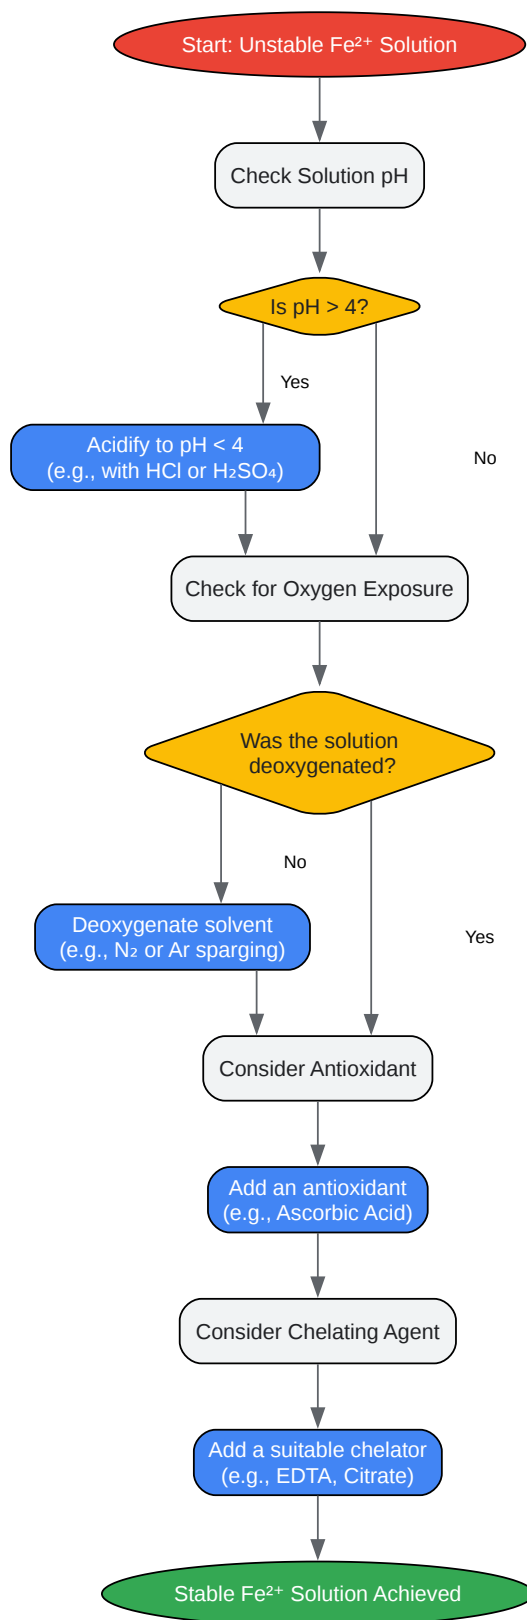 Start: Unstable Fe²⁺ Solution
Check Solution pH
Is pH > 4?
Yes
Acidify to pH < 4
(e.g., with HCl or H₂SO₄)
No
Check for Oxygen Exposure
Was the solution
deoxygenated?
No
Deoxygenate solvent
(e.g., N₂ or Ar sparging)
Yes
Consider Antioxidant
Add an antioxidant
(e.g., Ascorbic Acid)
Consider Chelating Agent
Add a suitable chelator
(e.g., EDTA, Citrate)
Stable Fe²⁺ Solution Achieved